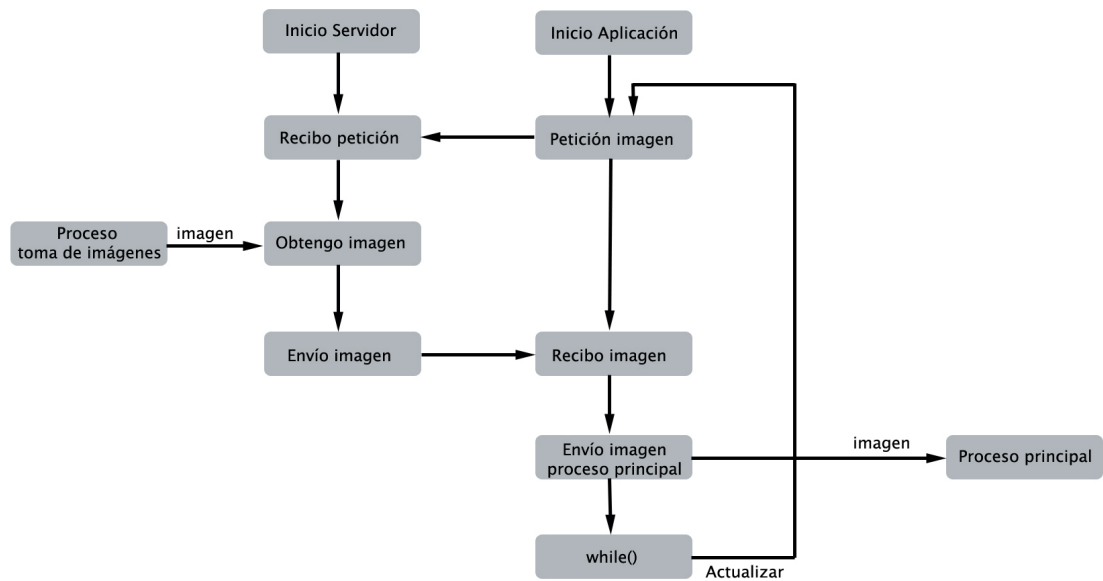 Inicio Servidor
Inicio Aplicación
Recibo petición
Petición imagen
Proceso
toma de imágenes
imagen
Obtengo imagen
Envío imagen
Recibo imagen
Envío imagen
proceso principal
imagen
Proceso principal
while()
Actualizar